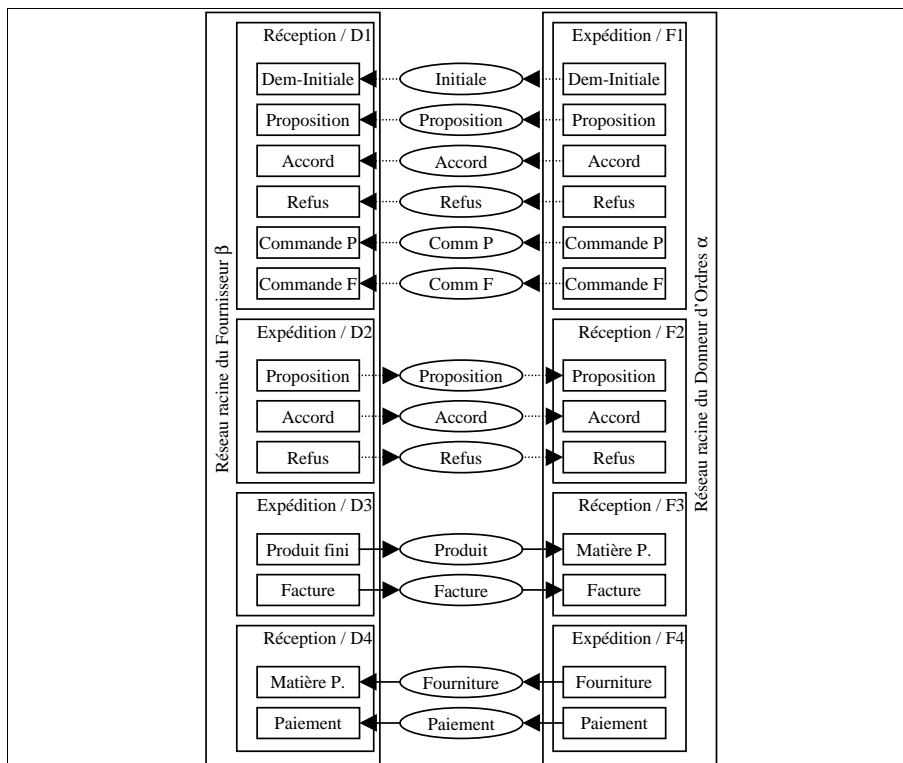 Réception / D1
Expédition / F1
Dem-Initiale
Initiale
Dem-Initiale
Proposition
Proposition
Proposition
Accord
Accord
Accord
Refus
Refus
Refus
Commande P
Comm P
Commande P
Commande F
Comm F
Commande F
Réseau racine du Fournisseur β
Réseau racine du Donneur d'Ordres α
Expédition / D2
Réception / F2
Proposition
Proposition
Proposition
Accord
Accord
Accord
Refus
Refus
Refus
Expédition / D3
Réception / F3
Produit fini
Produit
Matière P.
Facture
Facture
Facture
Réception / D4
Expédition / F4
Matière P.
Fourniture
Fourniture
Paiement
Paiement
Paiement